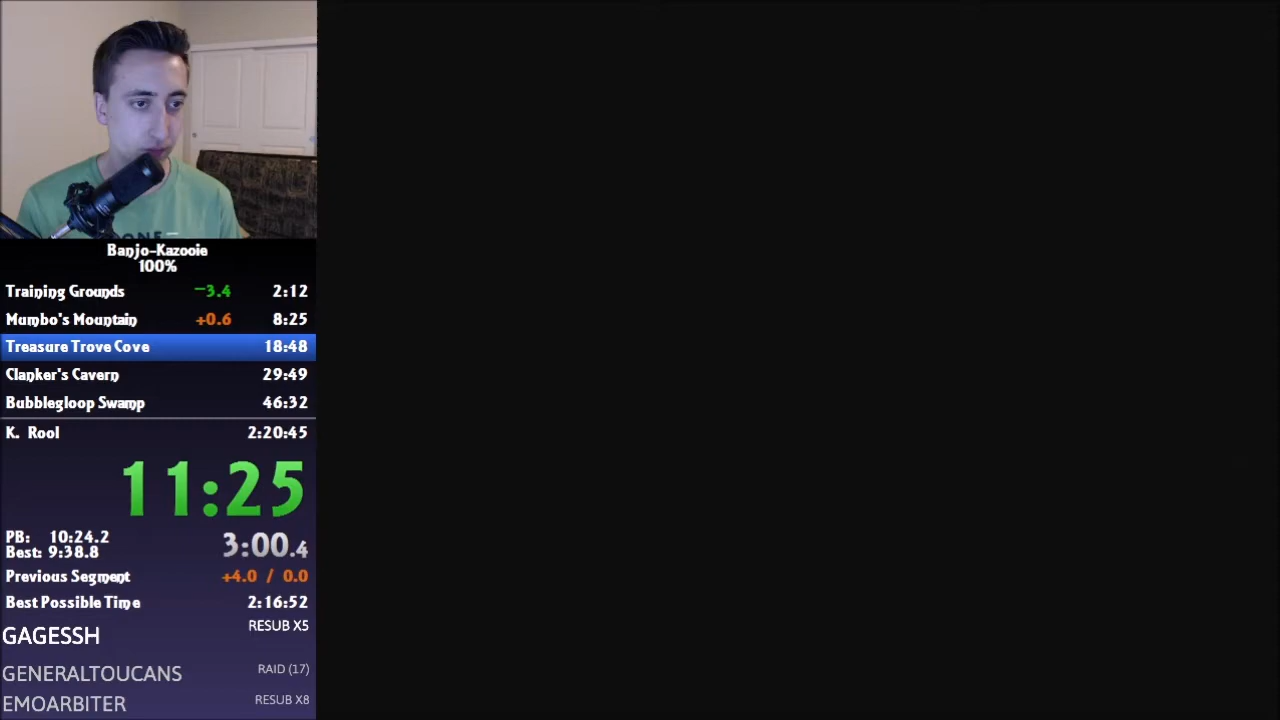 Banjo-Kazooie
100%
Training Grounds −3.4 2:12
Mumbo's Mountain +0.6 8:25
Treasure Trove Cove 18:48
Clanker's Cavern 29:49
Bubblegloop Swamp 46:32
K. Rool 2:20:45
11:25
PB: 10:24.2
Best: 9:38.8
3:00.4
Previous Segment +4.0 / 0.0
Best Possible Time 2:16:52
GAGESSH RESUB X5
GENERALTOUCANS RAID (17)
EMOARBITER RESUB X8